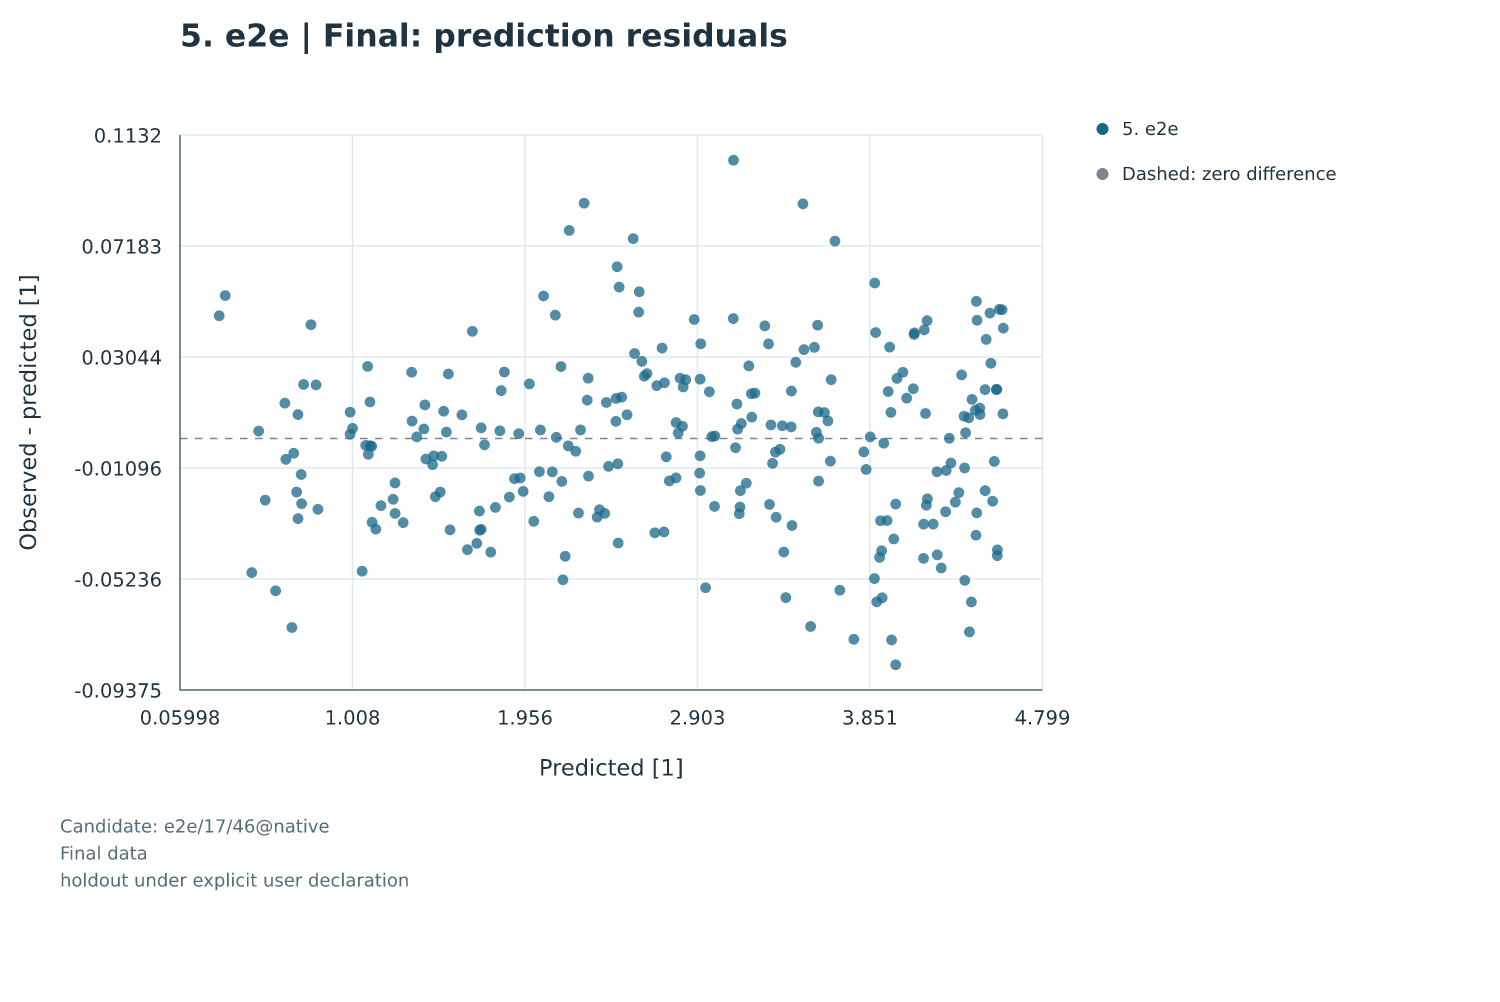 5. e2e | Final: prediction residuals
5. e2e
Dashed: zero difference
0.1132
0.07183
0.03044
-0.01096
-0.05236
-0.09375
Observed - predicted [1]
0.05998
1.008
1.956
2.903
3.851
4.799
Predicted [1]
Candidate: e2e/17/46@native
Final data
holdout under explicit user declaration